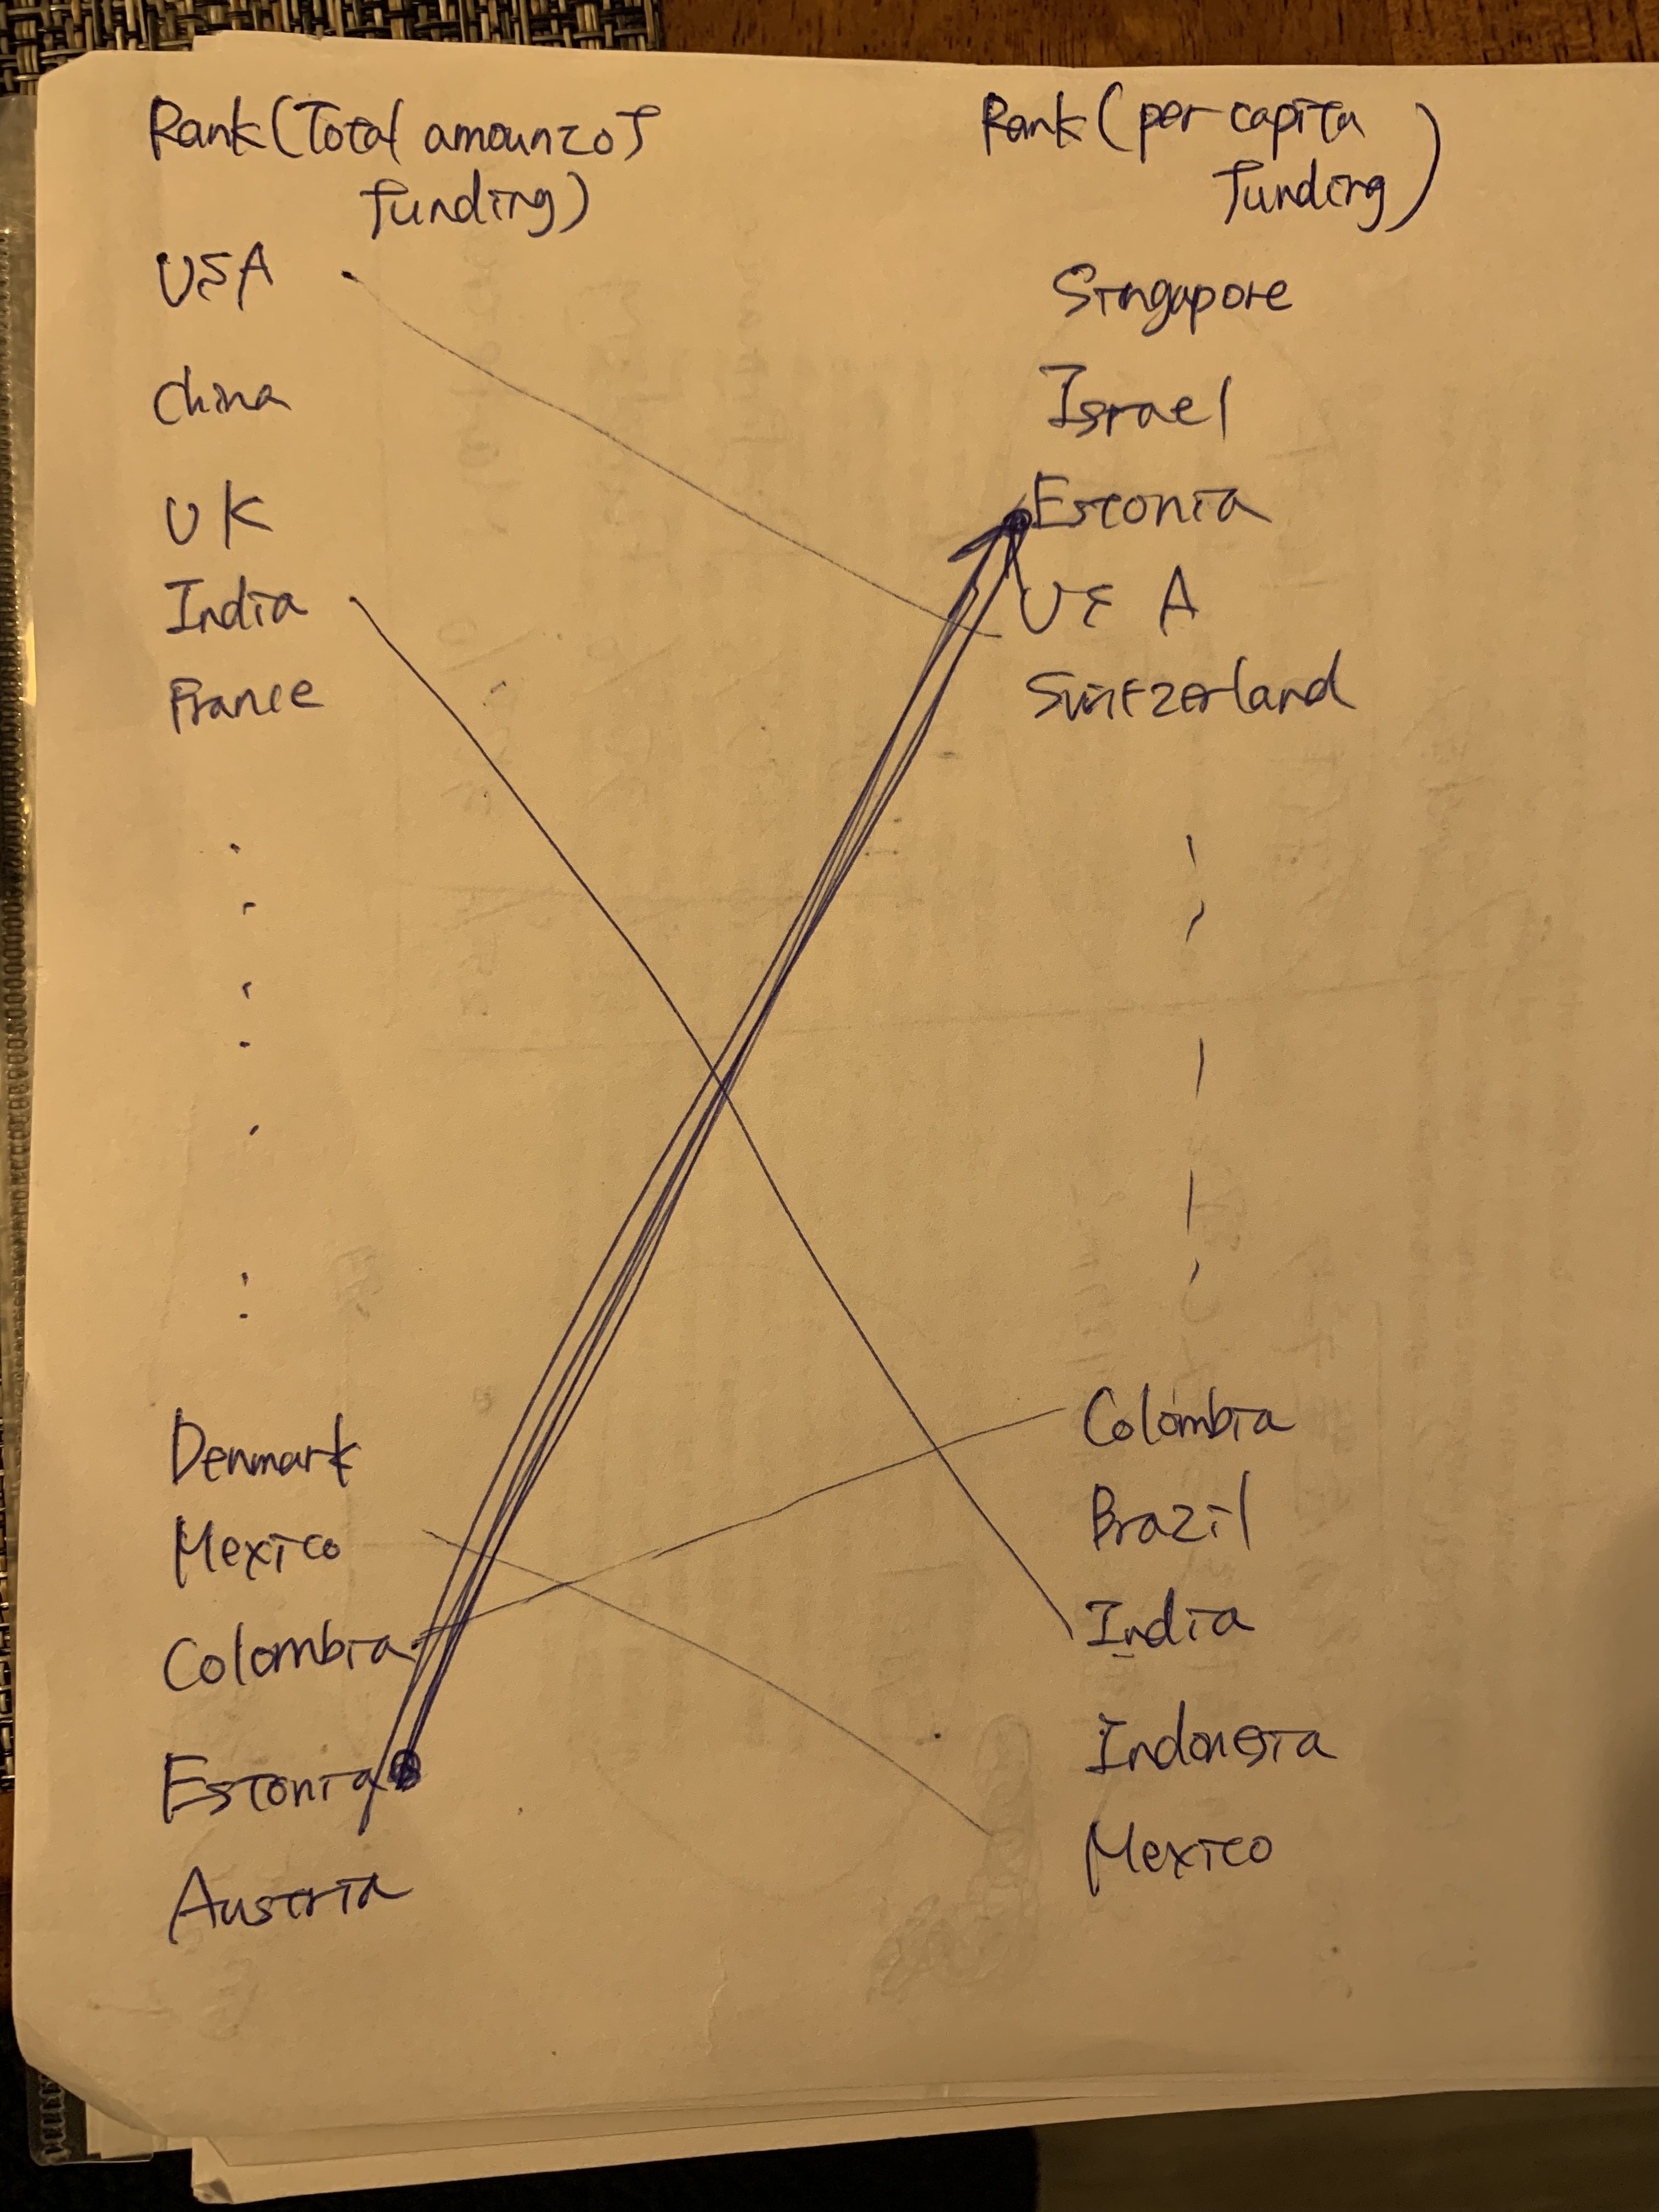 Rank (Total amount of
funding)
USA
China
UK
India
France
Denmark
Mexico
Colombia
Estonia
Austria
Rank (per capita
funding)
Singapore
Israel
Estonia
USA
Switzerland
Colombia
Brazil
India
Indonesia
Mexico